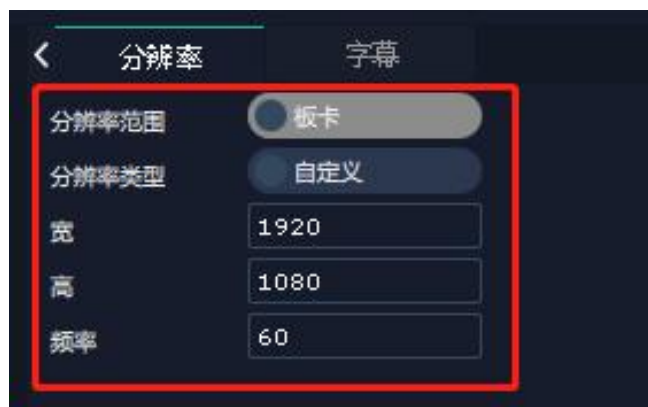 分辨率 字幕
分辨率范围 板卡
分辨率类型 自定义
宽 1920
高 1080
频率 60